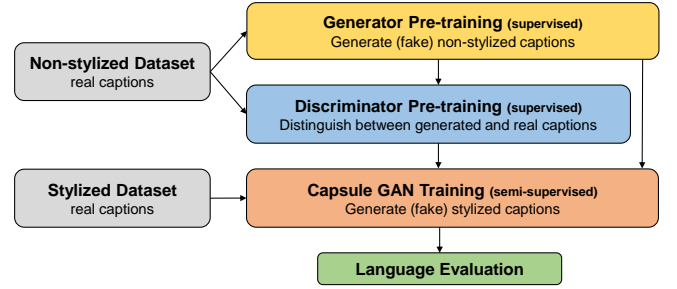 Generator Pre-training (supervised)
Generate (fake) non-stylized captions
Non-stylized Dataset
real captions
Discriminator Pre-training (supervised)
Distinguish between generated and real captions
Stylized Dataset
real captions
Capsule GAN Training (semi-supervised)
Generate (fake) stylized captions
Language Evaluation